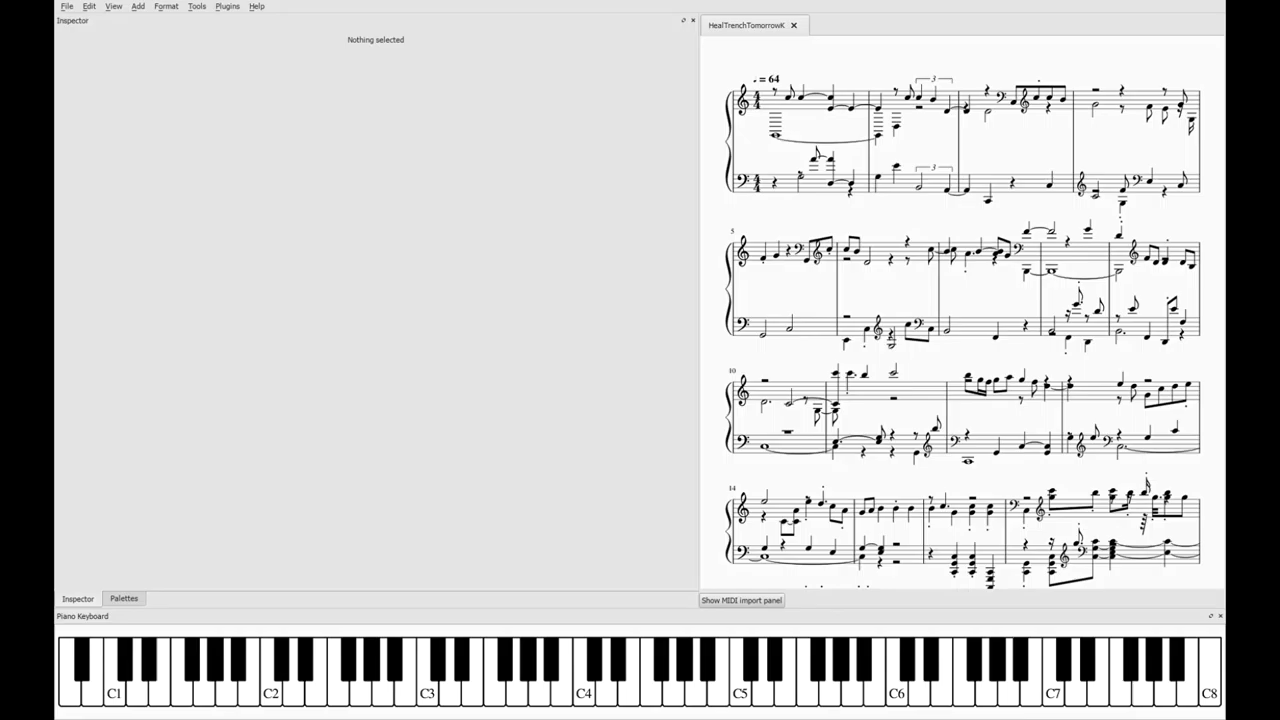 File Edit View Add Format Tools Plugins Help
Inspector
Nothing selected
HealTrenchTomorrowK
= 64
3
3
5
10
14
Inspector Palettes
Show MIDI import panel
Piano Keyboard
C1 C2 C3 C4 C5 C6 C7 C8